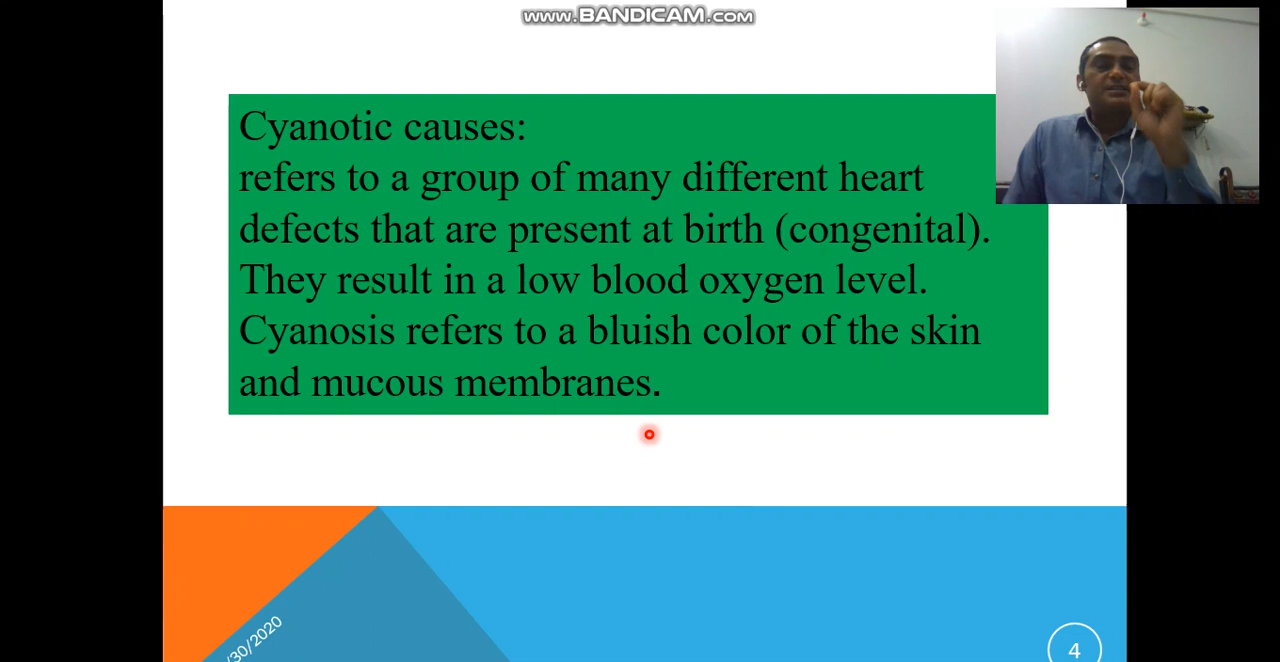 www.BANDICAM.com
Cyanotic causes:
refers to a group of many different heart
defects that are present at birth (congenital).
They result in a low blood oxygen level.
Cyanosis refers to a bluish color of the skin
and mucous membranes.
/30/2020
4